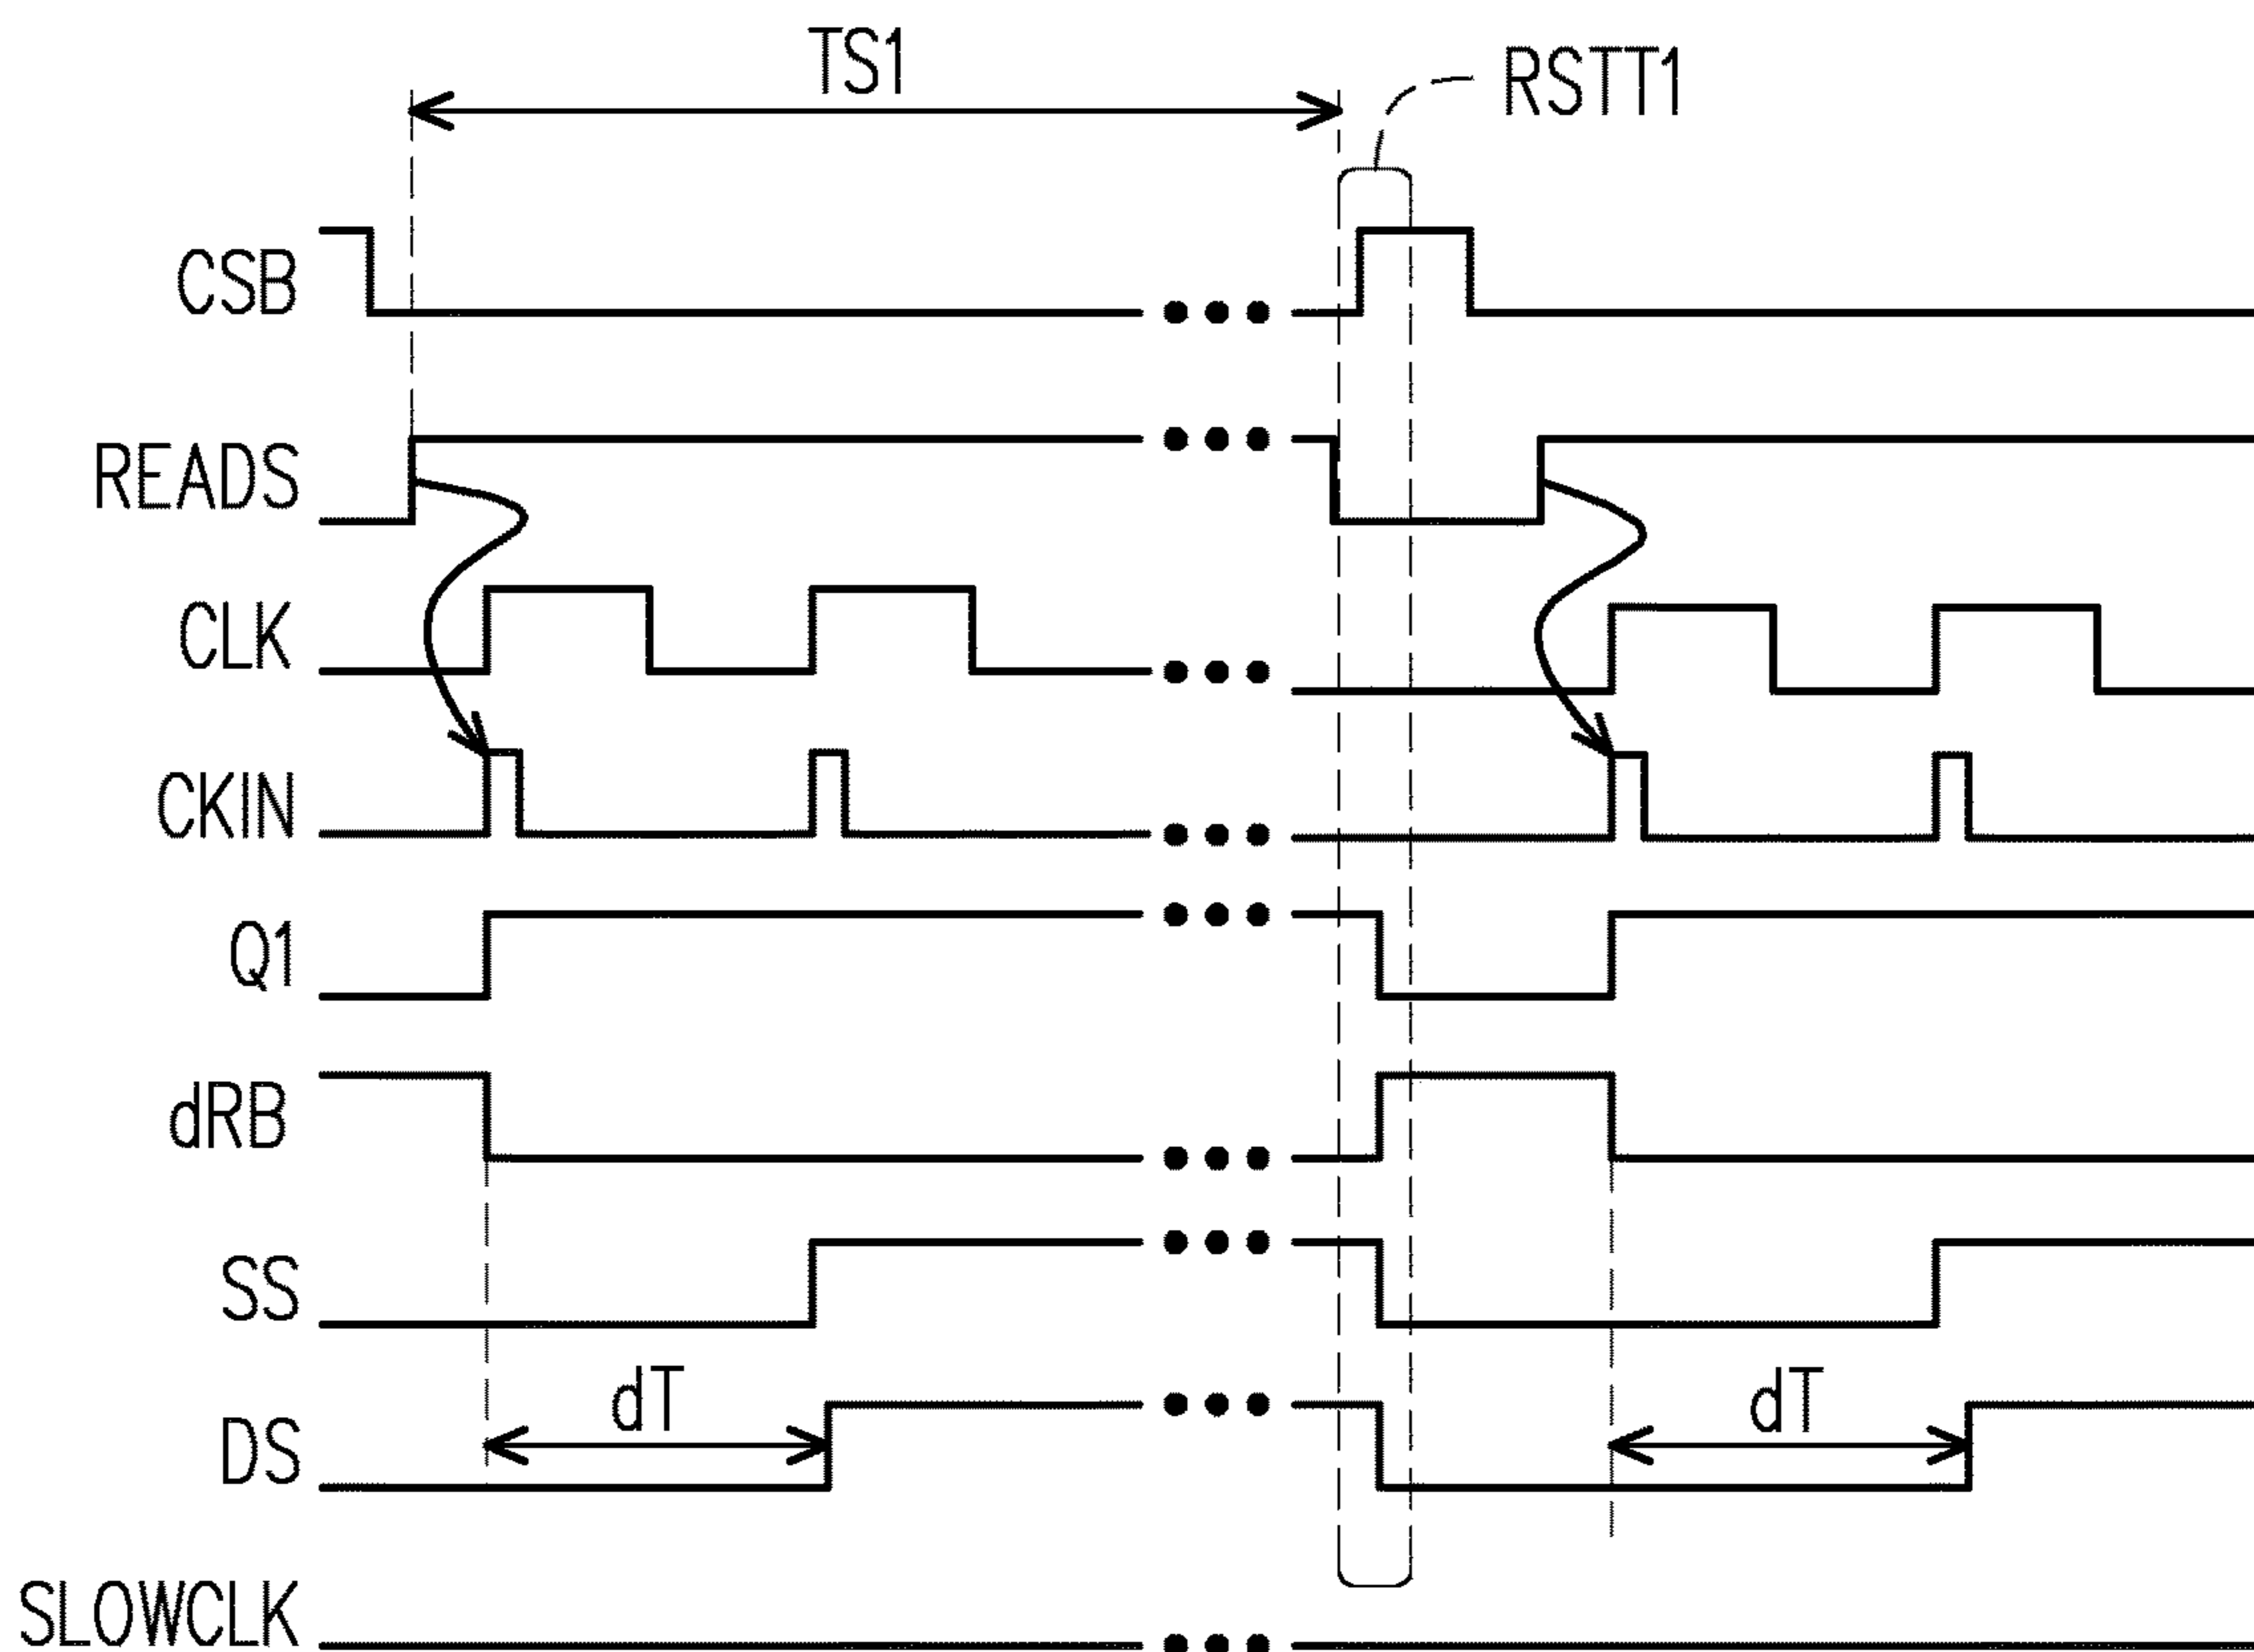 TS1
RSTT1
CSB
READS
CLK
CKIN
Q1
dRB
SS
dT
dT
DS
SLOWCLK